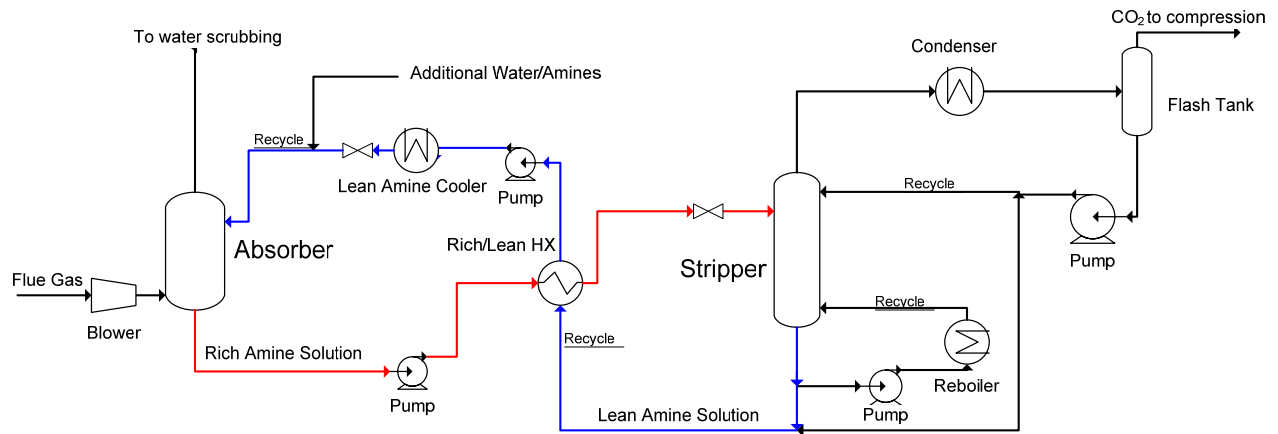 CO2 to compression
To water scrubbing
Condenser
Additional Water/Amines
Flash Tank
Recycle
Lean Amine Cooler
Pump
Recycle
Absorber
Rich/Lean HX
Stripper
Pump
Flue Gas
Blower
Recycle
Recycle
Rich Amine Solution
Pump
Reboiler
Lean Amine Solution
Pump